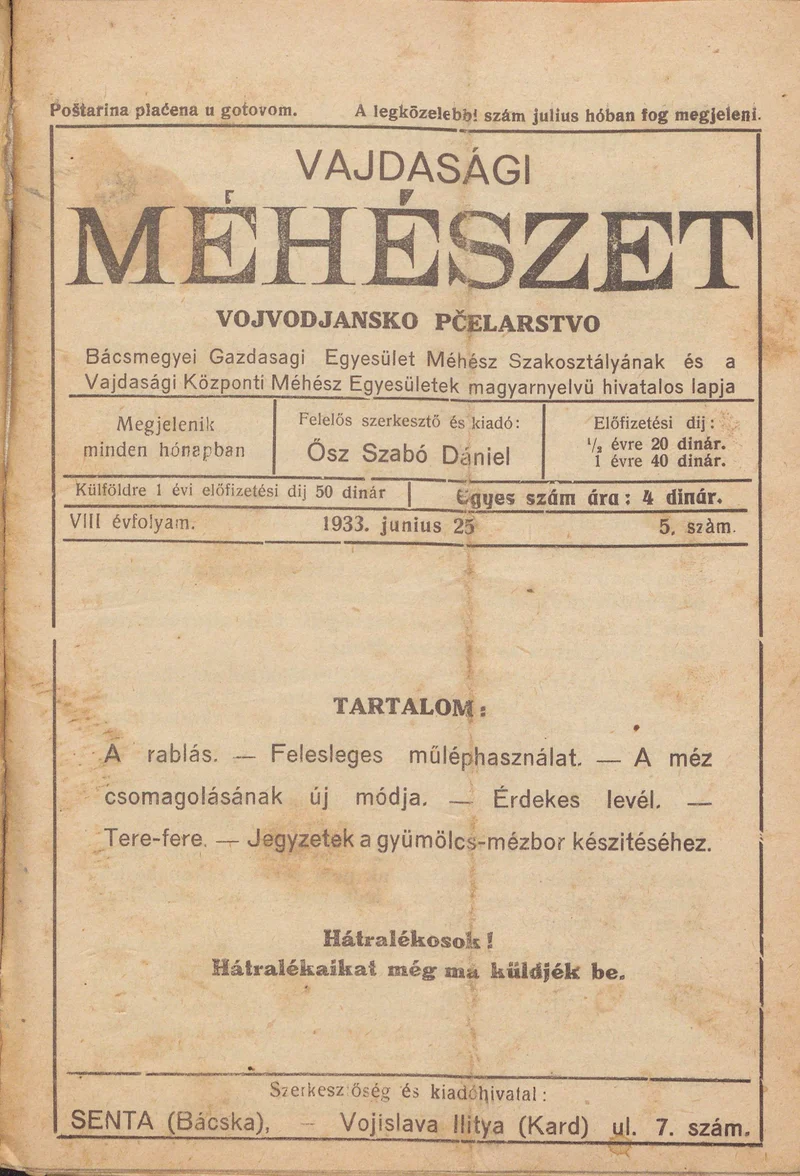 Poštarina plaćena u gotovom. A legközelebbi szám julius hóban fog megjeleni.
VAJDASÁGI
MÉHÉSZET
VOJVODJANSKO PČELARSTVO
Bácsmegyei Gazdasagi Egyesület Méhész Szakosztályának és a
Vajdasági Központi Méhész Egyesületek magyarnyelvü hivatalos lapja
Megjelenik
minden hónapban
Felelős szerkesztő és kiadó:
Ősz Szabó Dániel
Előfizetési dij:
1/2 évre 20 dinár.
1 évre 40 dinár.
Külföldre 1 évi előfizetési dij 50 dinár
Egyes szám ára: 4 dinár.
VIII évfolyam. 1933. junius 25 5. szàm.
TARTALOM:
A rablás. — Felesleges műléphasználat. — A méz
csomagolásának új módja. — Érdekes levél. —
Tere-fere. — Jegyzetek a gyümölcs-mézbor készitéséhez.
Hátralékosok!
Hátralékaikat még ma küldjék be.
Szerkesztőség és kiadóhivatal:
SENTA (Bácska), — Vojislava Ilitya (Kard) ul. 7. szám.